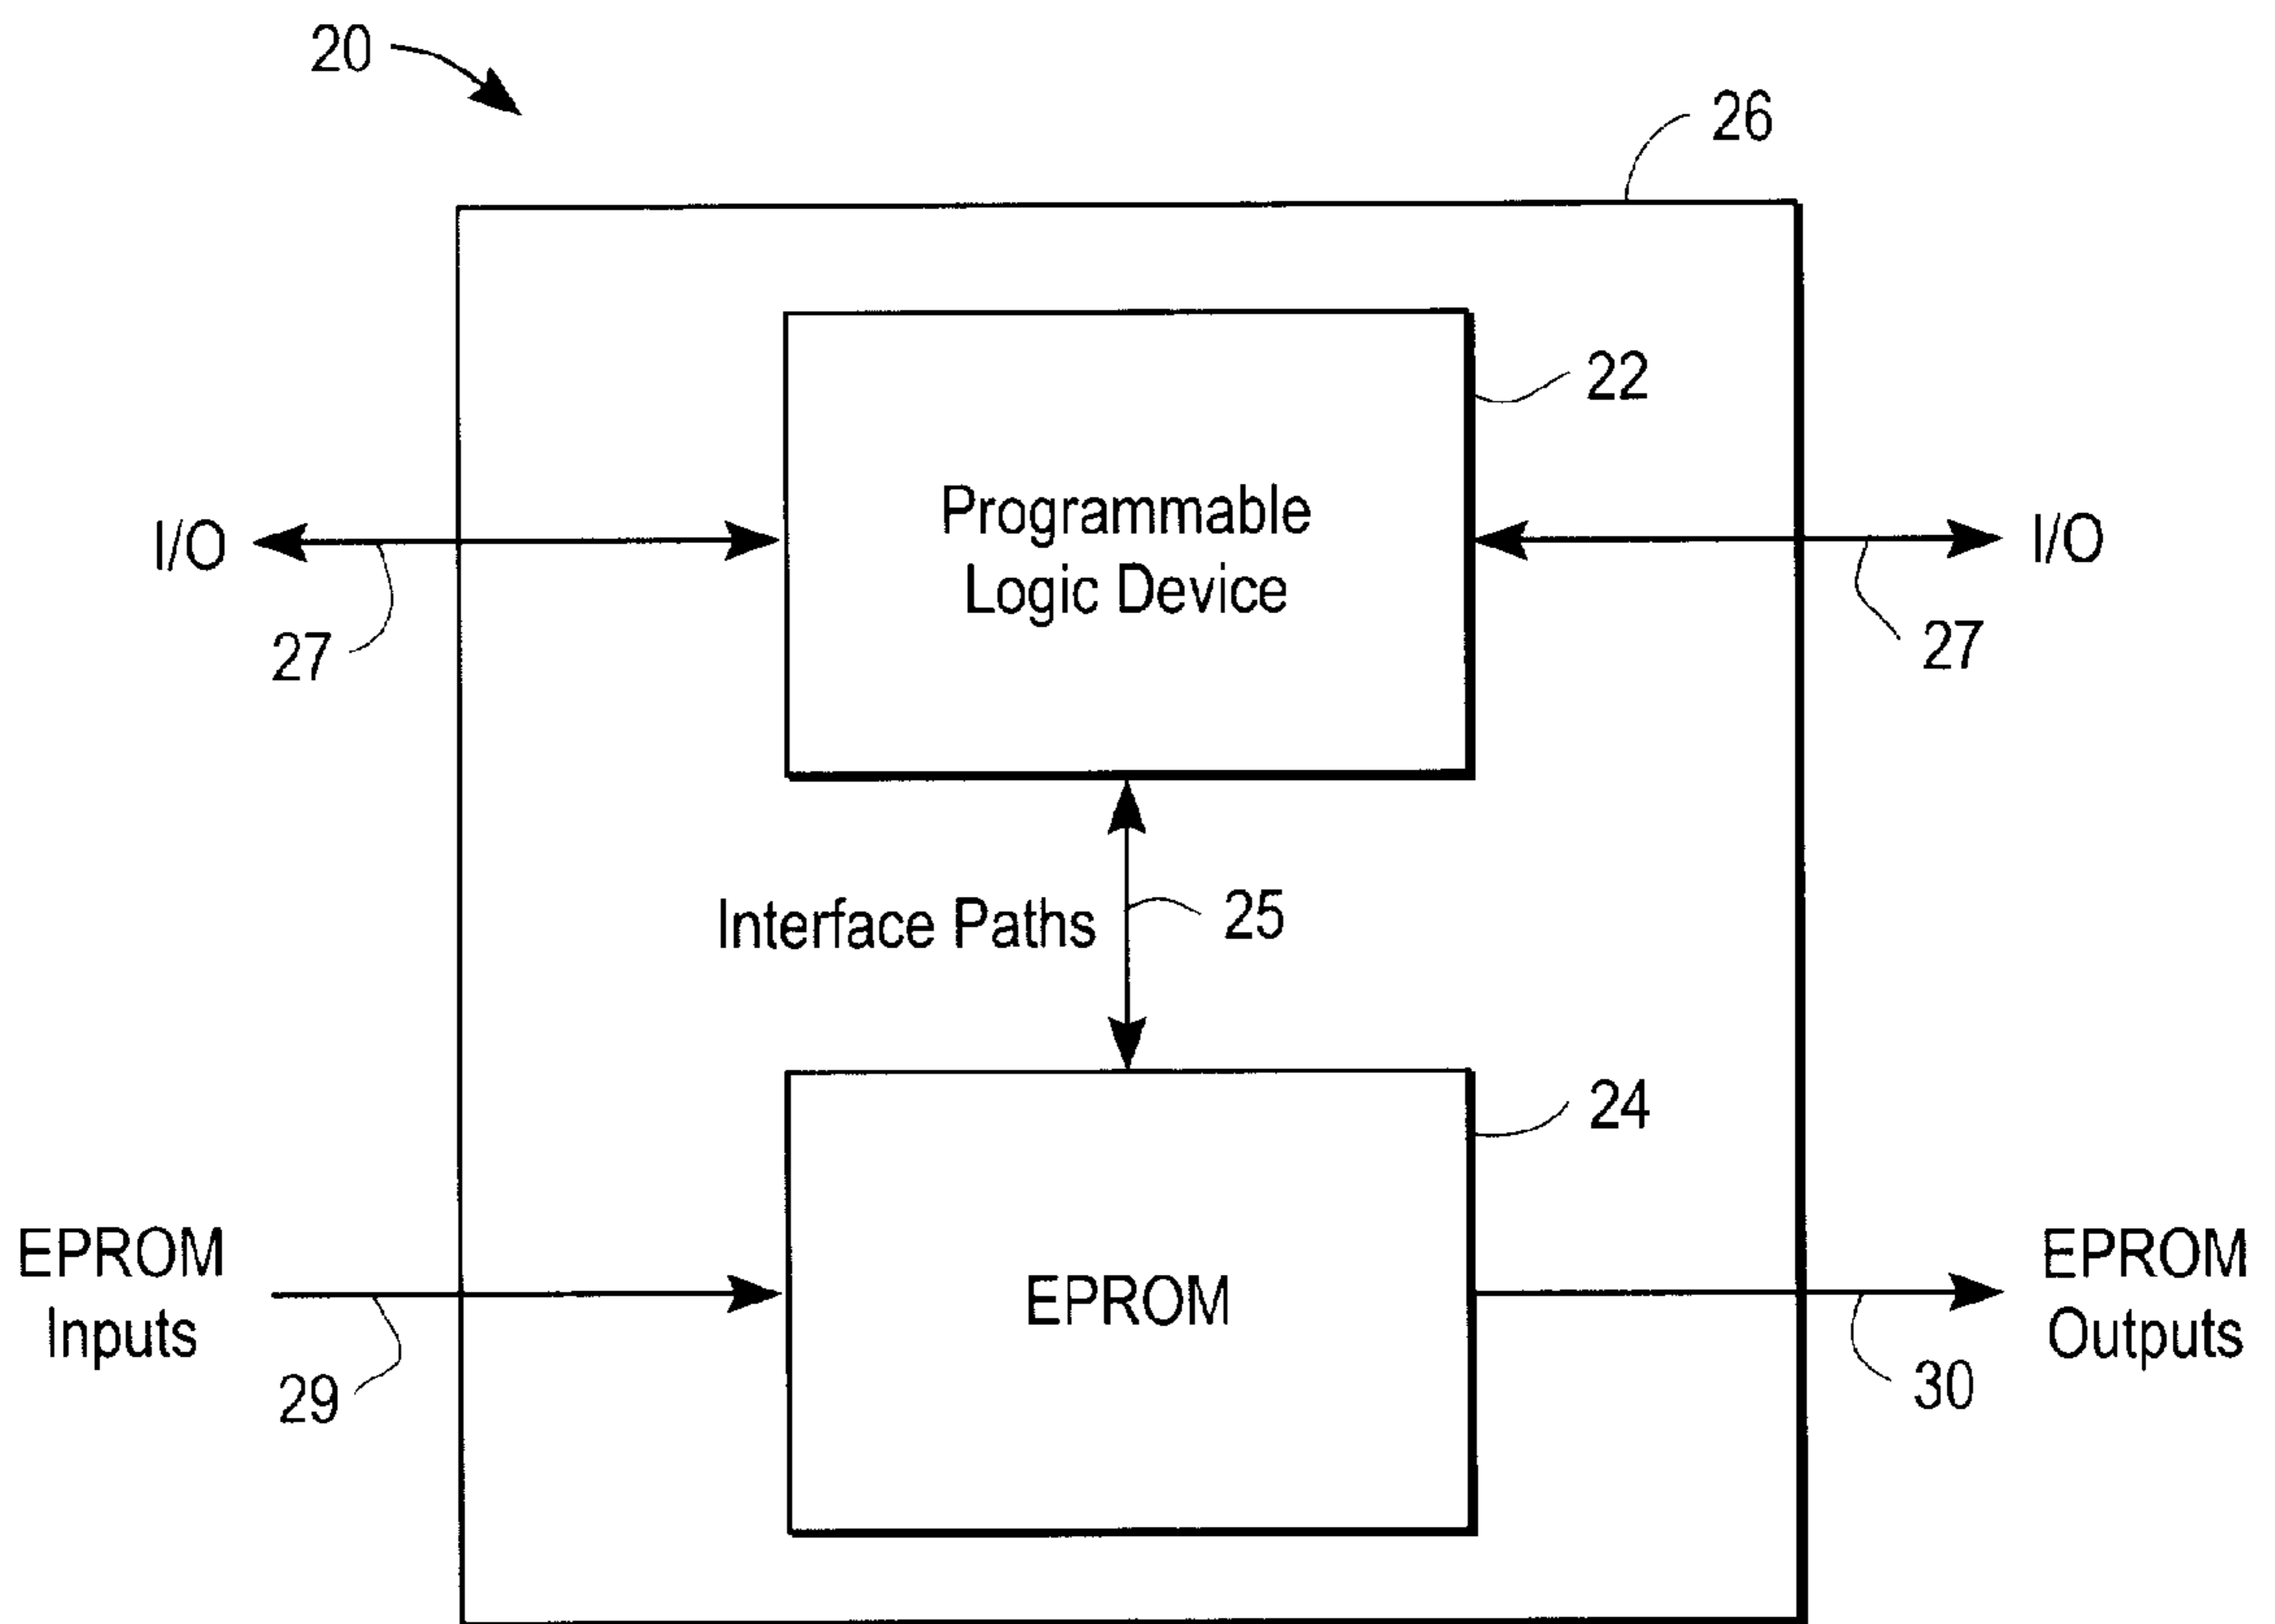 20
26
22
Programmable
Logic Device
I/O
I/O
27
27
Interface Paths
25
24
EPROM
Inputs
EPROM
EPROM
Outputs
29
30